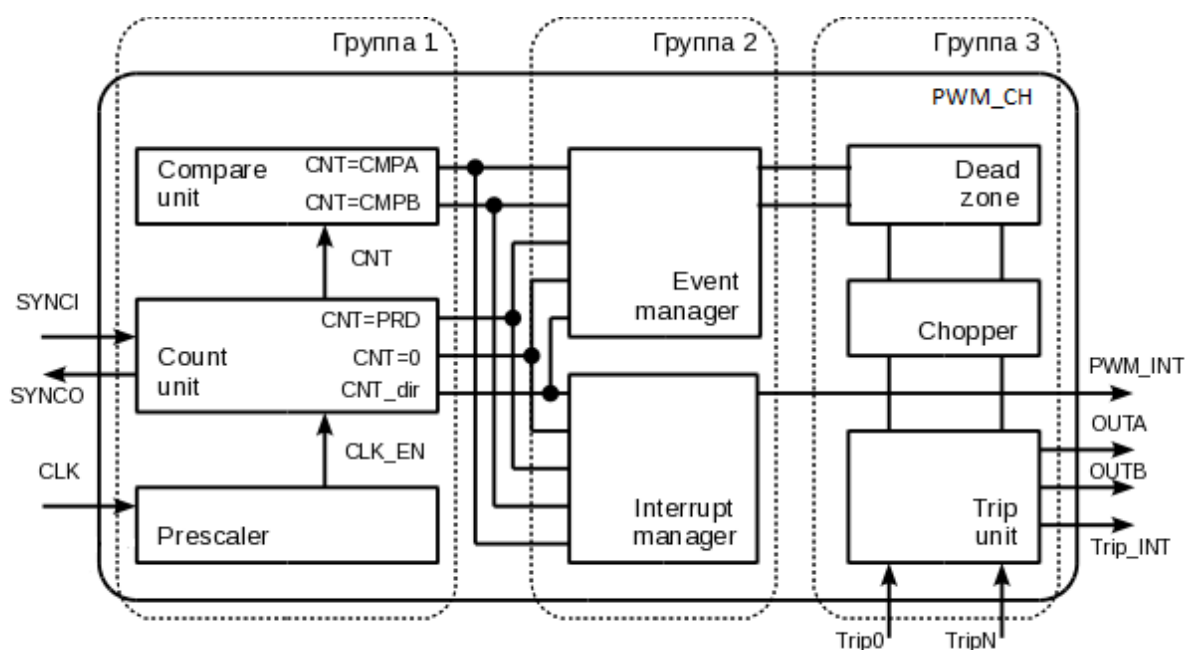 Группа 1
Группа 2
Группа 3
PWM_CH
Compare
unit
CNT=CMPA
CNT=CMPB
Dead
zone
CNT
Event
manager
SYNCI
SYNCO
Count
unit
CNT=PRD
CNT=0
CNT_dir
Chopper
PWM_INT
OUTA
OUTB
Trip_INT
CLK
CLK_EN
Prescaler
Interrupt
manager
Trip
unit
Trip0
TripN